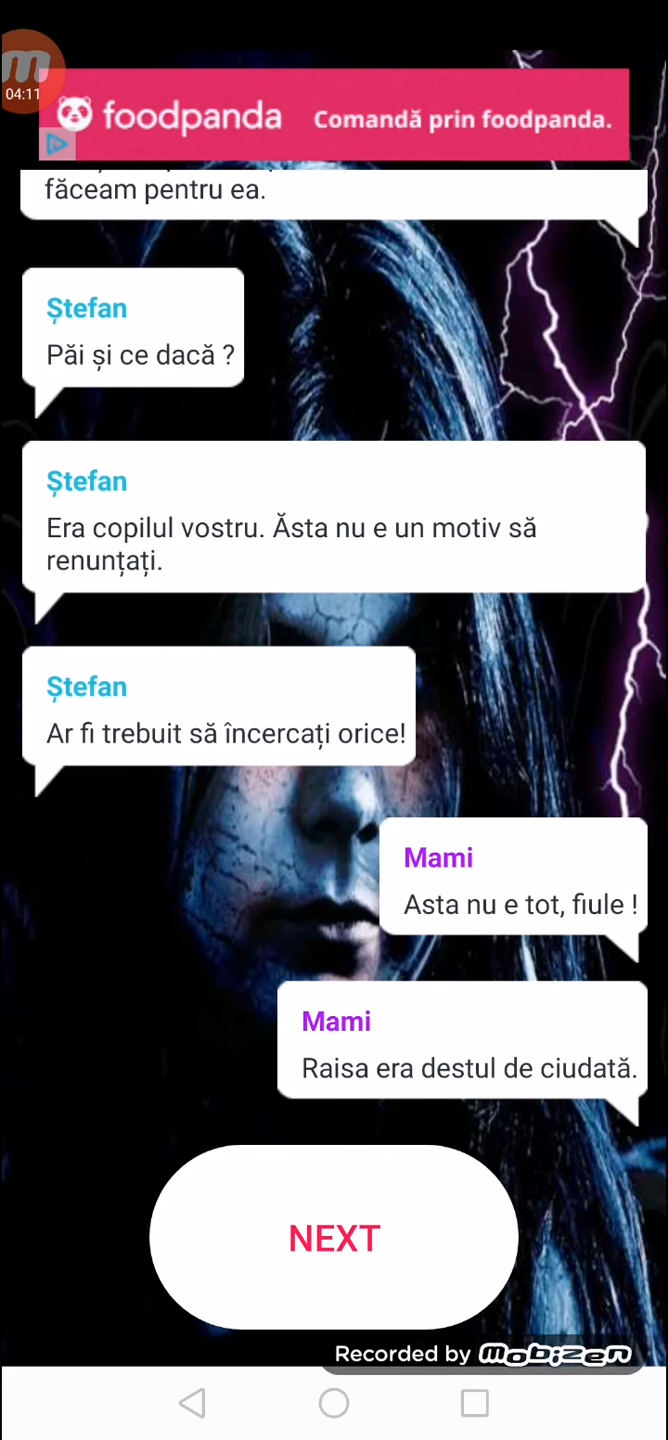 04:11
foodpanda Comandă prin foodpanda.
făceam pentru ea.
Ștefan
Păi și ce dacă ?
Ștefan
Era copilul vostru. Ăsta nu e un motiv să
renunțați.
Ștefan
Ar fi trebuit să încercați orice!
Mami
Asta nu e tot, fiule !
Mami
Raisa era destul de ciudată.
NEXT
Recorded by mobizen